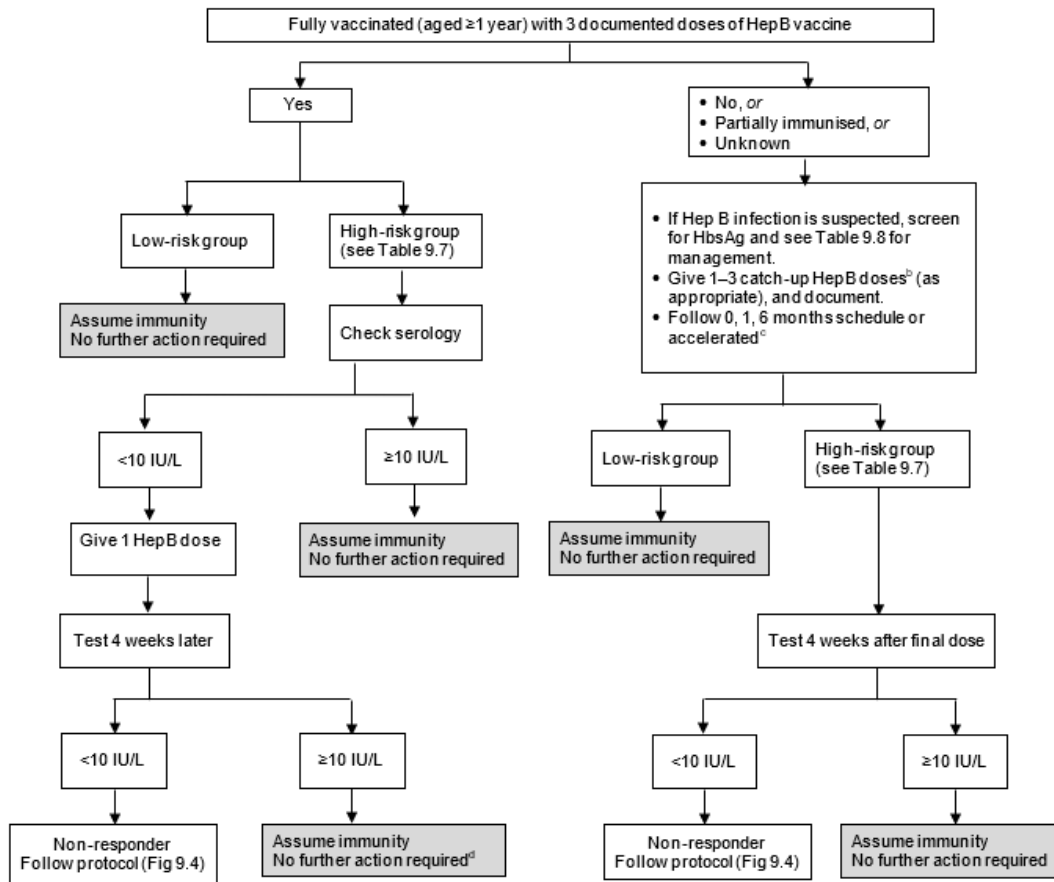 Fully vaccinated (aged ≥1 year) with 3 documented doses of HepB vaccine
Yes
• No, or
• Partially immunised, or
• Unknown
Low-risk group
High-risk group
(see Table 9.7)
• If Hep B infection is suspected, screen
for HbsAg and see Table 9.8 for
management.
• Give 1–3 catch-up HepB doses^b (as
appropriate), and document.
• Follow 0, 1, 6 months schedule or
accelerated^c
Assume immunity
No further action required
Check serology
<10 IU/L
≥10 IU/L
Low-risk group
High-risk group
(see Table 9.7)
Give 1 HepB dose
Assume immunity
No further action required
Assume immunity
No further action required
Test 4 weeks later
Test 4 weeks after final dose
<10 IU/L
≥10 IU/L
<10 IU/L
≥10 IU/L
Non-responder
Follow protocol (Fig 9.4)
Assume immunity
No further action required^d
Non-responder
Follow protocol (Fig 9.4)
Assume immunity
No further action required